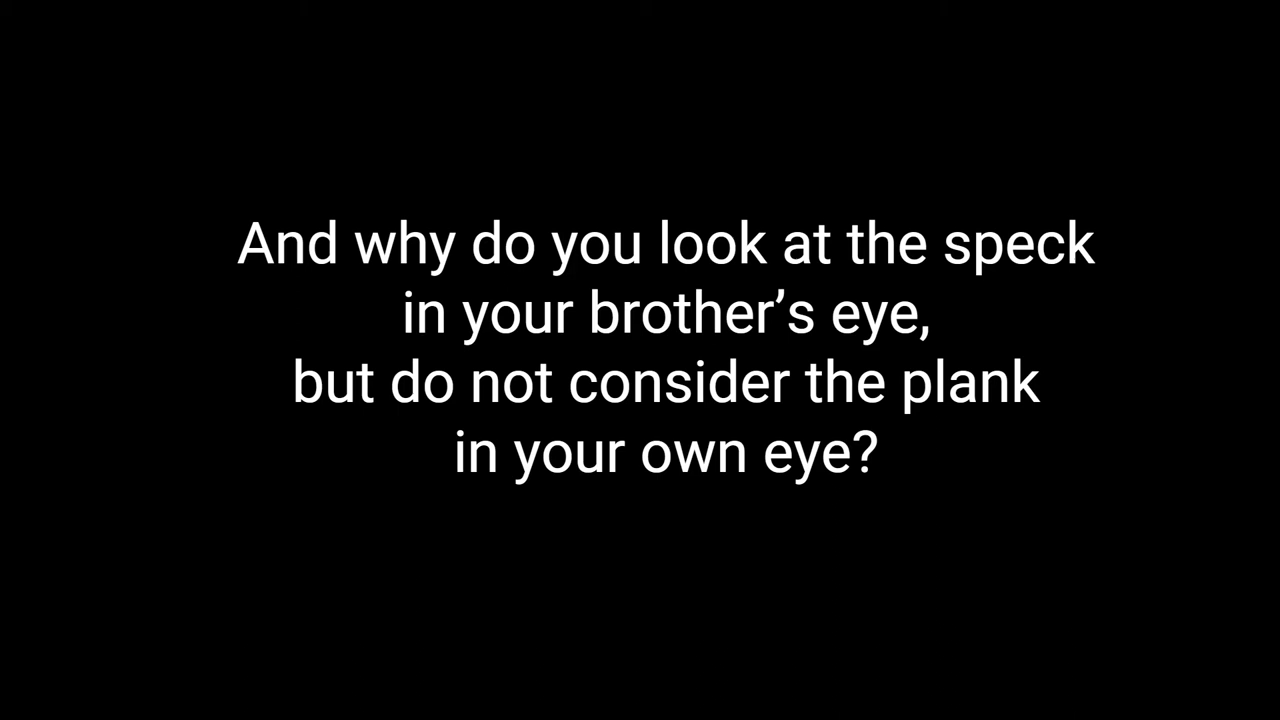 And why do you look at the speck
in your brother’s eye,
but do not consider the plank
in your own eye?